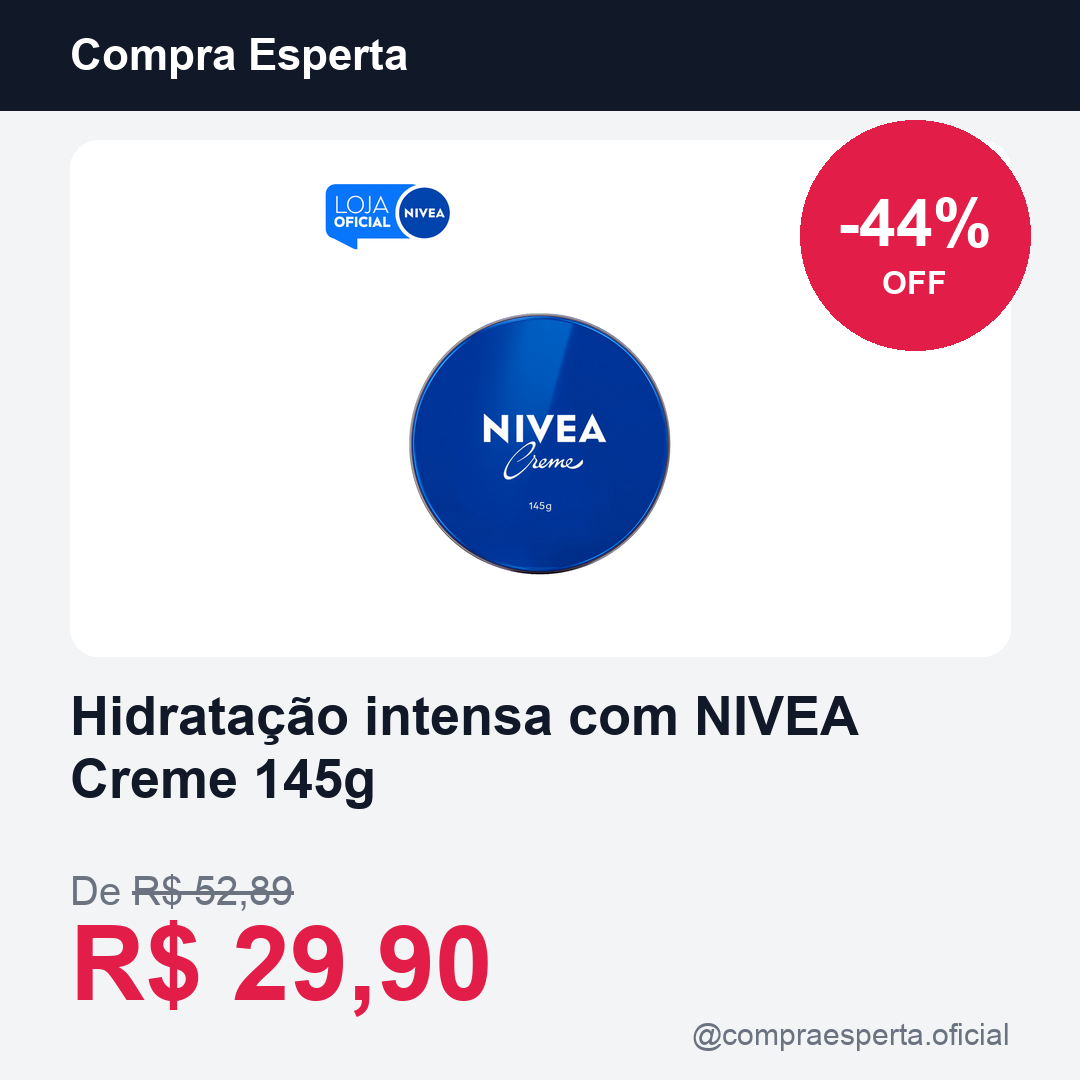 Compra Esperta
LOJA
OFICIAL
NIVEA
-44%
OFF
NIVEA
Creme
145g
Hidratação intensa com NIVEA
Creme 145g
De R$ 52,89
R$ 29,90
@compraesperta.oficial